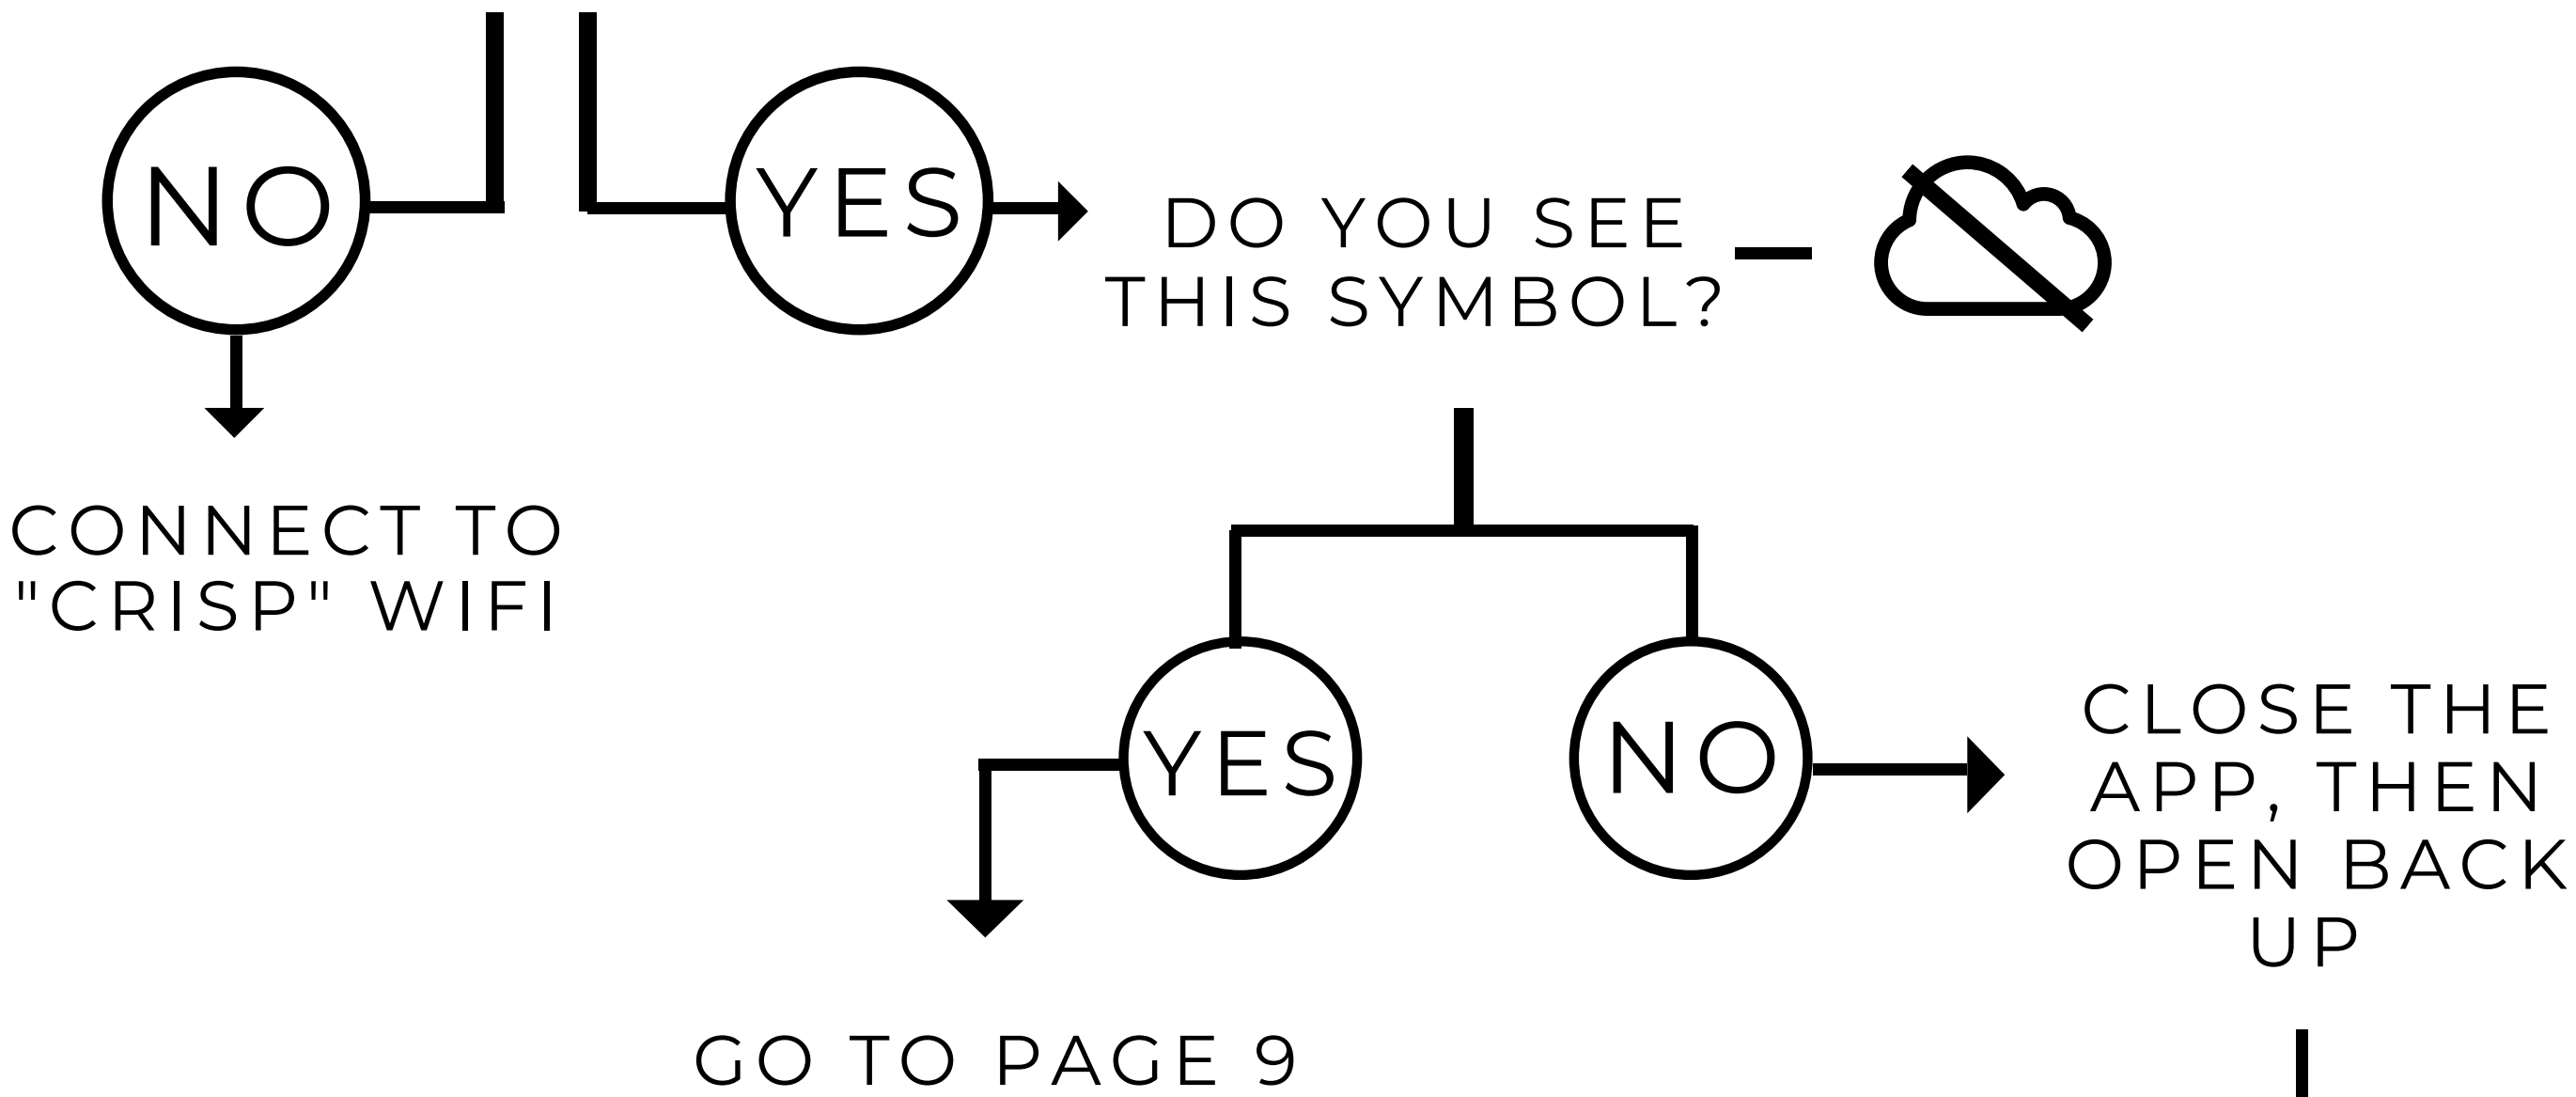 NO
YES
DO YOU SEE
THIS SYMBOL?
CONNECT TO
"CRISP" WIFI
YES
NO
CLOSE THE
APP, THEN
OPEN BACK
UP
GO TO PAGE 9